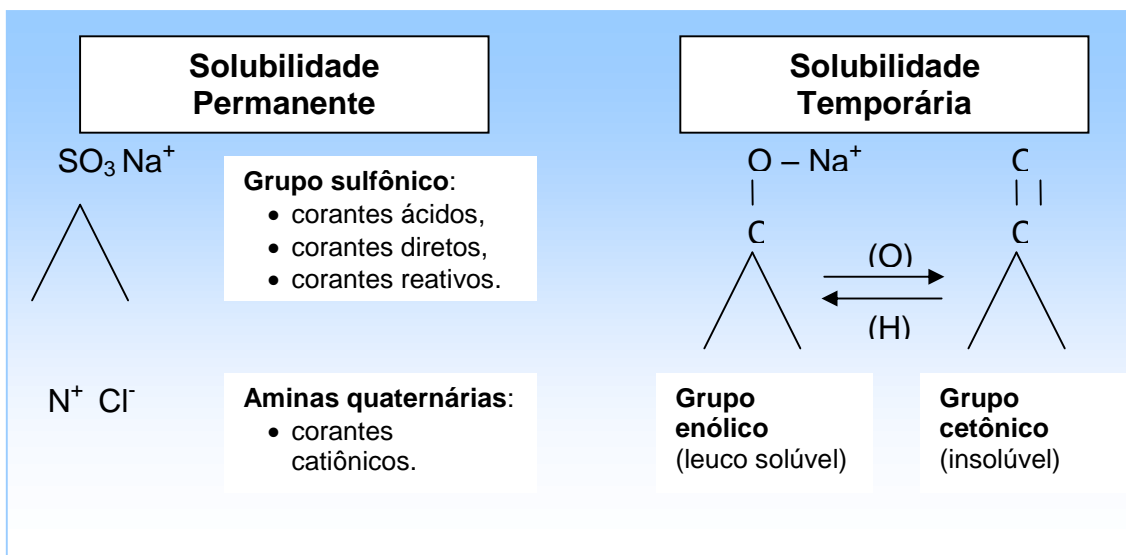 Solubilidade
Permanente
SO₃ Na⁺
Grupo sulfônico:
• corantes ácidos,
• corantes diretos,
• corantes reativos.
N⁺ Cl⁻
Aminas quaternárias:
• corantes
catiônicos.
Solubilidade
Temporária
O – Na⁺
C
C
C
(O)
(H)
Grupo
enólico
(leuco solúvel)
Grupo
cetônico
(insolúvel)